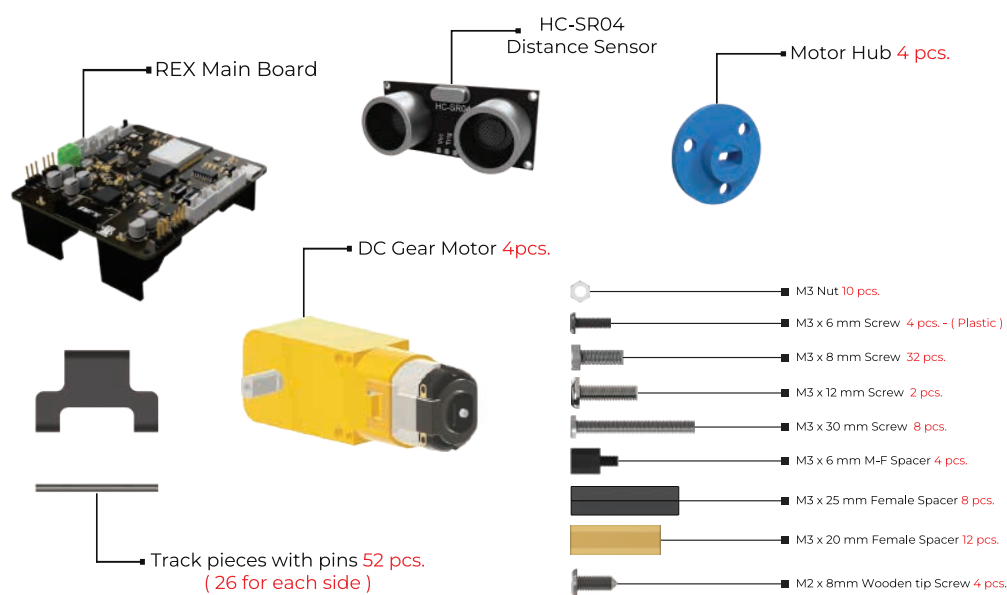 HC-SR04
Distance Sensor
REX Main Board
Motor Hub 4 pcs.
HC-SR04
Vcc
Trig
DC Gear Motor 4pcs.
M3 Nut 10 pcs.
M3 x 6 mm Screw 4 pcs. - ( Plastic )
M3 x 8 mm Screw 32 pcs.
M3 x 12 mm Screw 2 pcs.
M3 x 30 mm Screw 8 pcs.
M3 x 6 mm M-F Spacer 4 pcs.
M3 x 25 mm Female Spacer 8 pcs.
M3 x 20 mm Female Spacer 12 pcs.
M2 x 8mm Wooden tip Screw 4 pcs.
Track pieces with pins 52 pcs.
( 26 for each side )